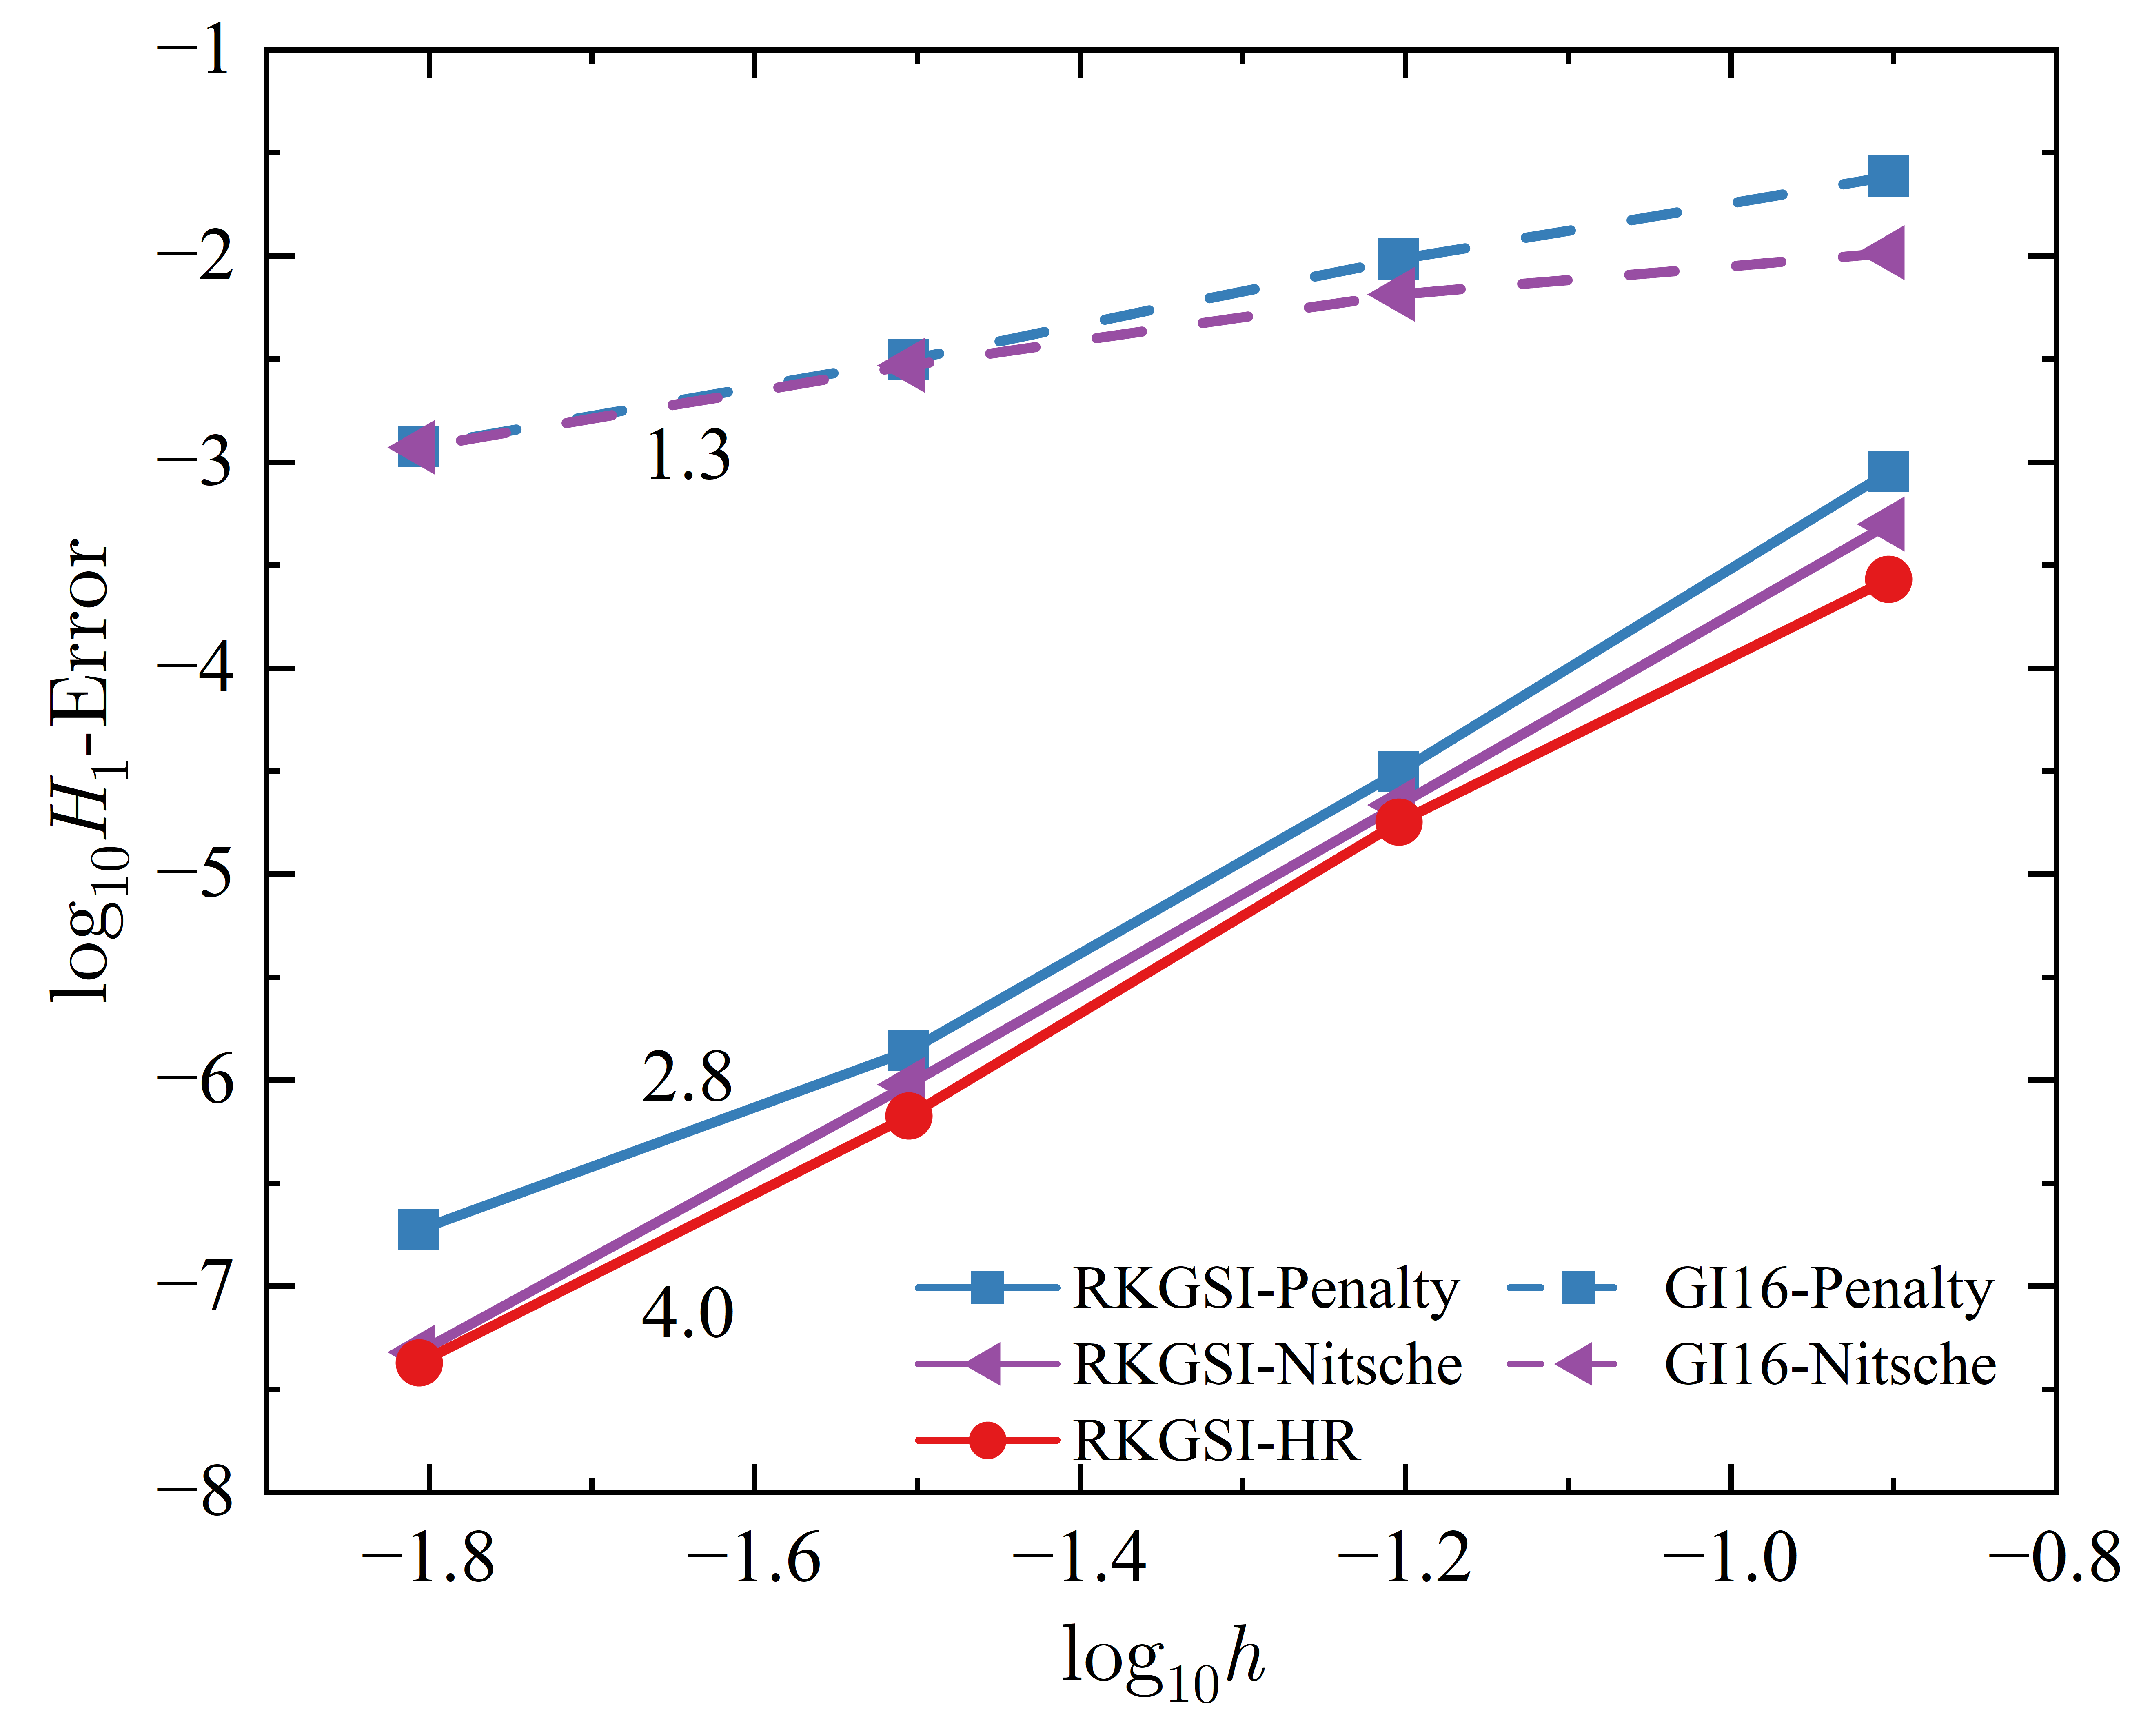 −1
−2
−3
−4
−5
−6
−7
−8
log₁₀H₁-Error
1.3
2.8
4.0
RKGSI-Penalty GI16-Penalty
RKGSI-Nitsche GI16-Nitsche
RKGSI-HR
−1.8 −1.6 −1.4 −1.2 −1.0 −0.8
log₁₀h